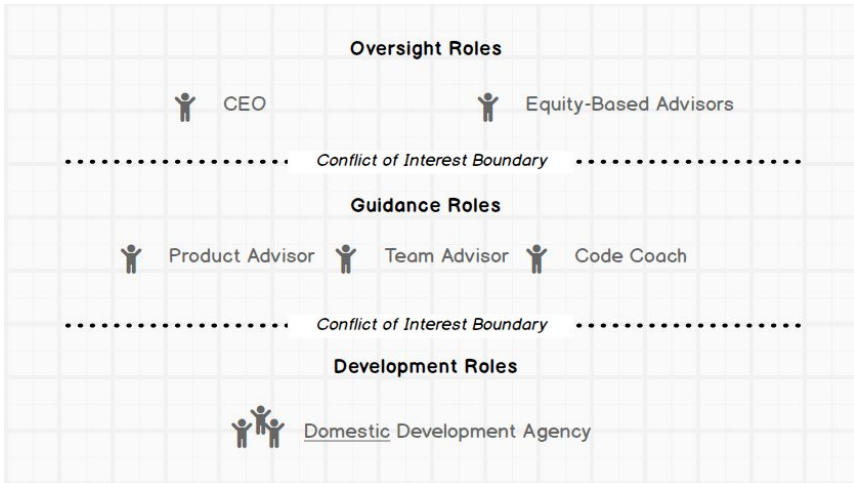 Oversight Roles
CEO Equity-Based Advisors
Conflict of Interest Boundary
Guidance Roles
Product Advisor Team Advisor Code Coach
Conflict of Interest Boundary
Development Roles
Domestic Development Agency